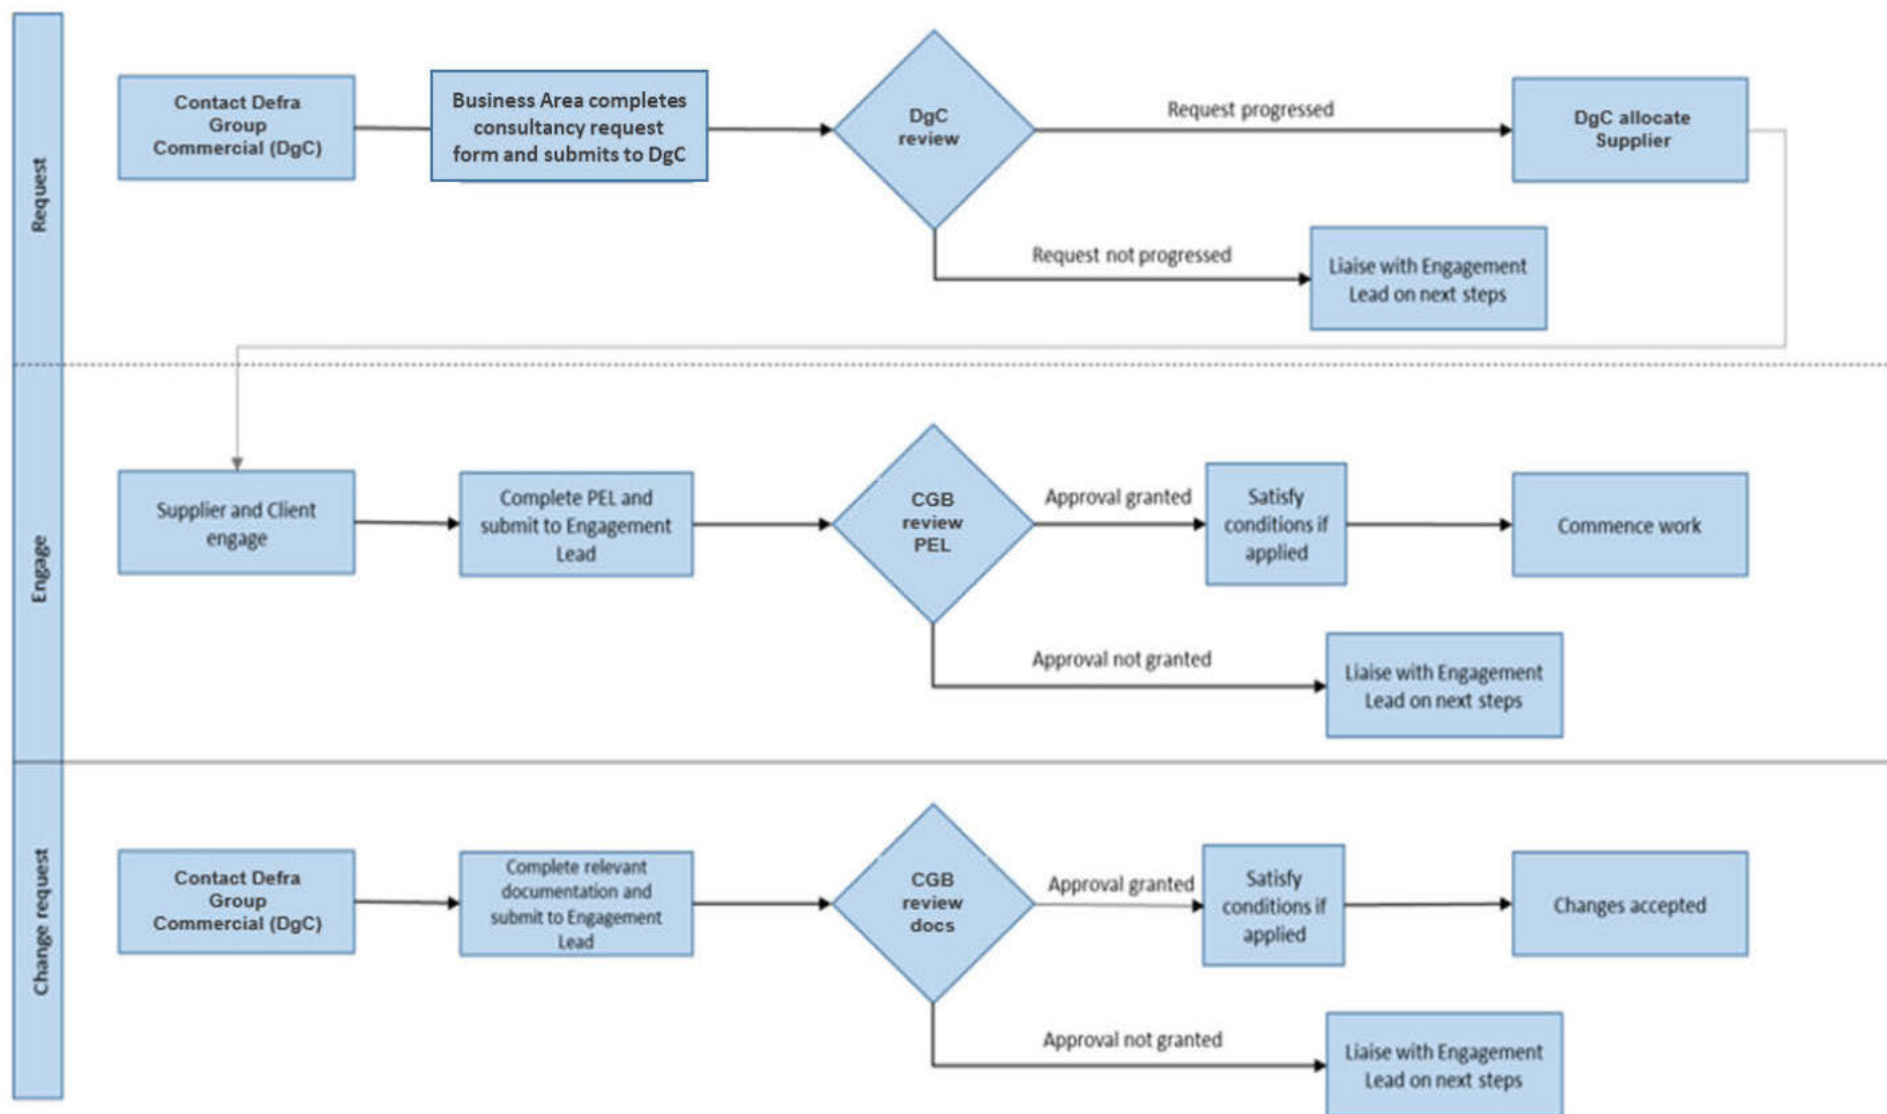 Request
Contact Defra
Group
Commercial (DgC)
Business Area completes
consultancy request
form and submits to DgC
DgC
review
Request progressed
DgC allocate
Supplier
Request not progressed
Liaise with Engagement
Lead on next steps
Engage
Supplier and Client
engage
Complete PEL and
submit to Engagement
Lead
CGB
review
PEL
Approval granted
Satisfy
conditions if
applied
Commence work
Approval not granted
Liaise with Engagement
Lead on next steps
Change request
Contact Defra
Group
Commercial (DgC)
Complete relevant
documentation and
submit to Engagement
Lead
CGB
review
docs
Approval granted
Satisfy
conditions if
applied
Changes accepted
Approval not granted
Liaise with Engagement
Lead on next steps